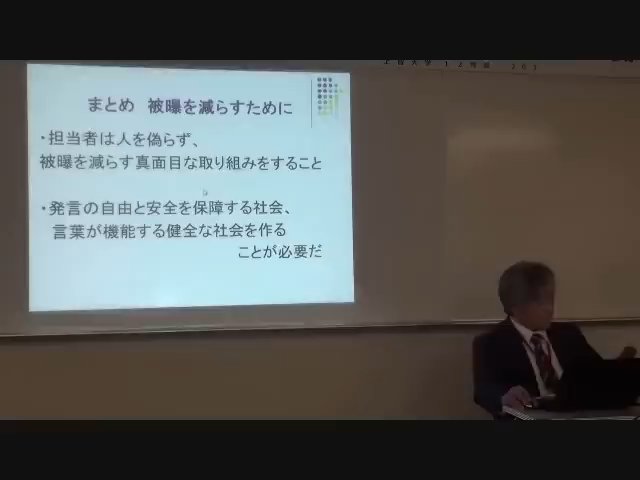 まとめ 被曝を減らすために
・担当者は人を偽らず、
被曝を減らす真面目な取り組みをすること
・発言の自由と安全を保障する社会、
言葉が機能する健全な社会を作る
ことが必要だ